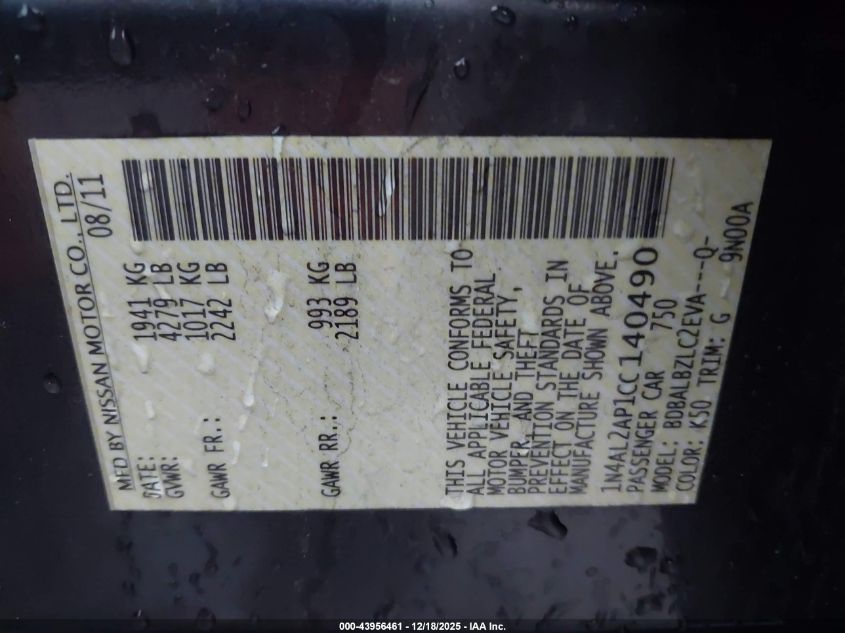 MFD BY NISSAN MOTOR CO., LTD.
DATE: 08/11
GVWR: 1941 KG
4279 LB
GAWR FR.: 1017 KG
2242 LB
GAWR RR.: 993 KG
2189 LB
THIS VEHICLE CONFORMS TO
ALL APPLICABLE FEDERAL
MOTOR VEHICLE SAFETY,
BUMPER, AND THEFT
PREVENTION STANDARDS IN
EFFECT ON THE DATE OF
MANUFACTURE SHOWN ABOVE.
1N4AL2AP1CC140490
PASSENGER CAR 750
MODEL: BDBALBZLC2EVA----Q-
COLOR: K50 TRIM: G 9N00A
000-43956461 - 12/18/2025 - IAA Inc.